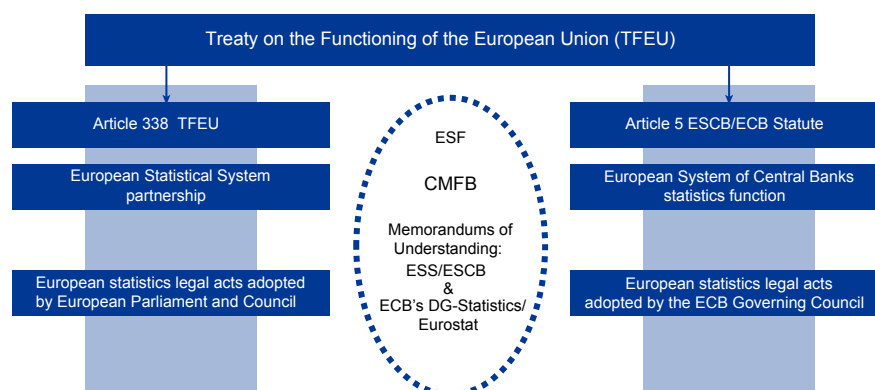 Treaty on the Functioning of the European Union (TFEU)
Article 338 TFEU
European Statistical System
partnership
European statistics legal acts adopted
by European Parliament and Council
ESF
CMFB
Memorandums of
Understanding:
ESS/ESCB
&
ECB's DG-Statistics/
Eurostat
Article 5 ESCB/ECB Statute
European System of Central Banks
statistics function
European statistics legal acts
adopted by the ECB Governing Council